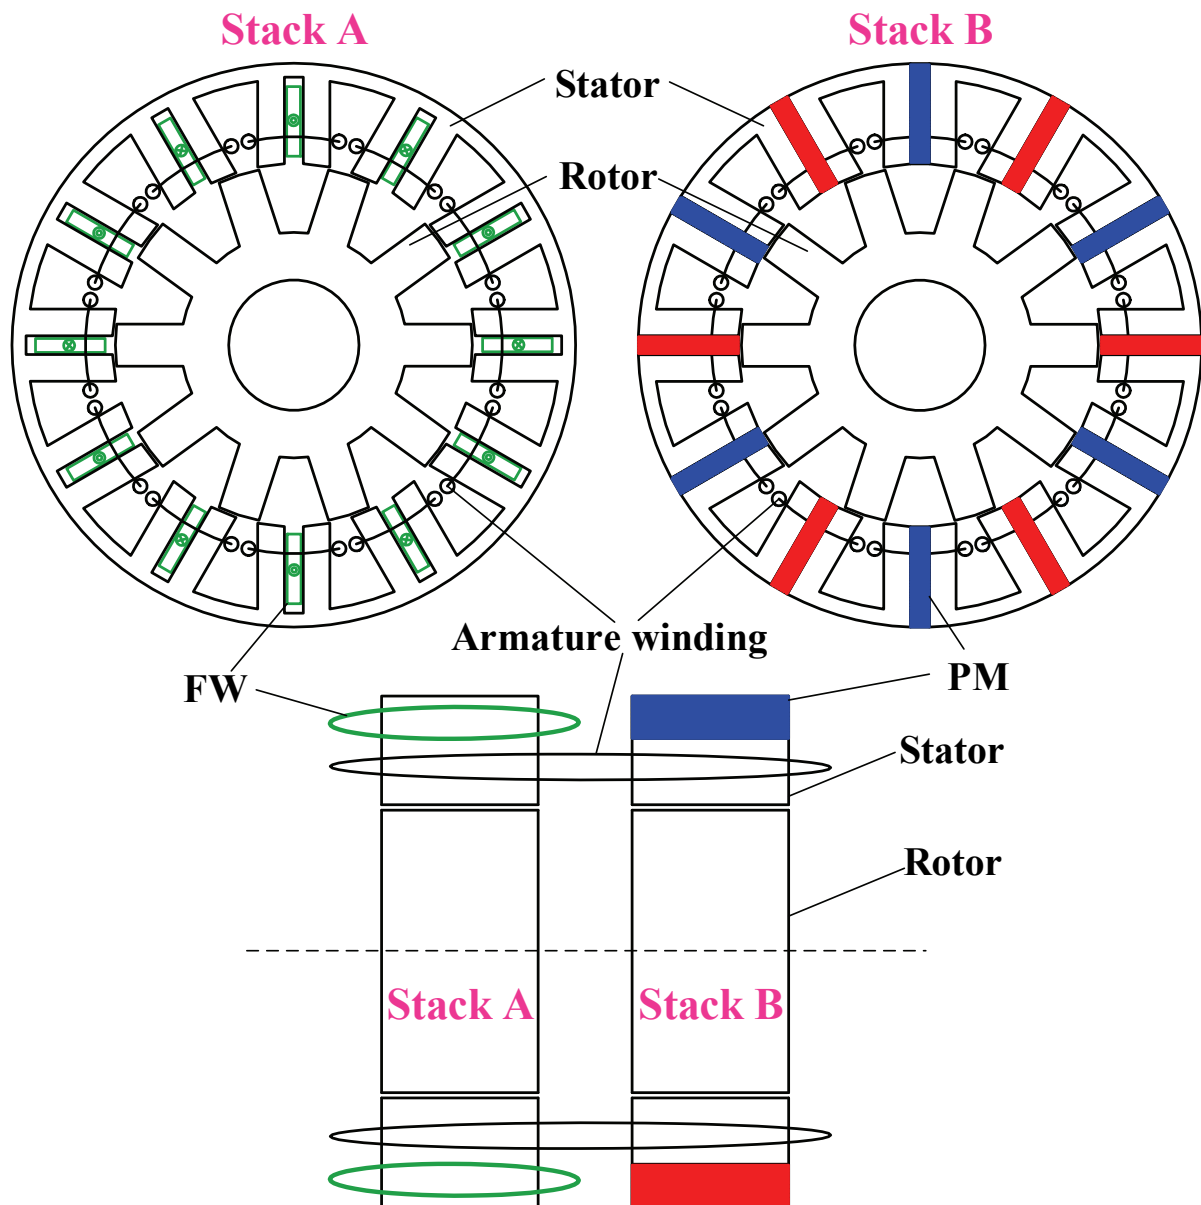 Stack A
Stack B
Stator
Rotor
Armature winding
FW
PM
Stator
Rotor
Stack A
Stack B